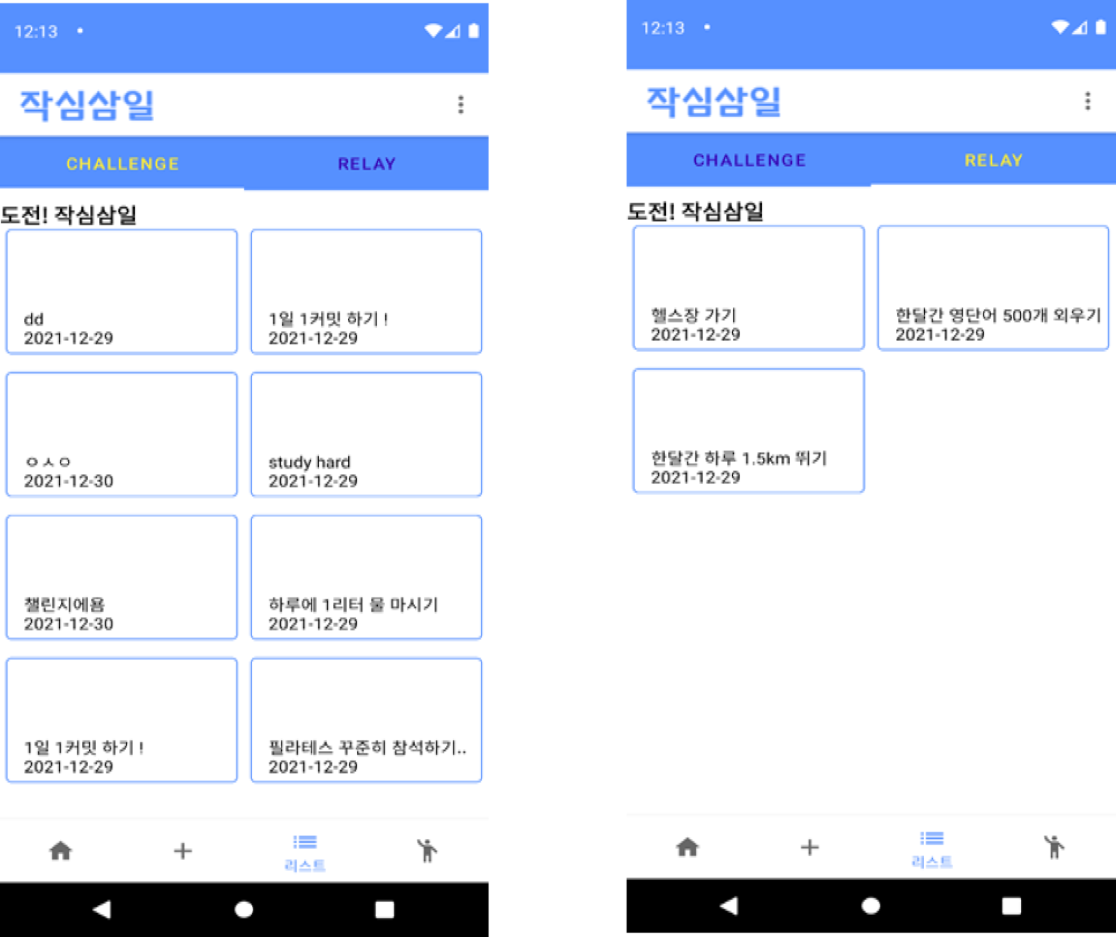 12:13
작심삼일
CHALLENGE RELAY
도전! 작심삼일
dd
2021-12-29
1일 1커밋 하기 !
2021-12-29
ㅇㅅㅇ
2021-12-30
study hard
2021-12-29
챌린지에욤
2021-12-30
하루에 1리터 물 마시기
2021-12-29
1일 1커밋 하기 !
2021-12-29
필라테스 꾸준히 참석하기..
2021-12-29
리스트
12:13
작심삼일
CHALLENGE RELAY
도전! 작심삼일
헬스장 가기
2021-12-29
한달간 영단어 500개 외우기
2021-12-29
한달간 하루 1.5km 뛰기
2021-12-29
리스트